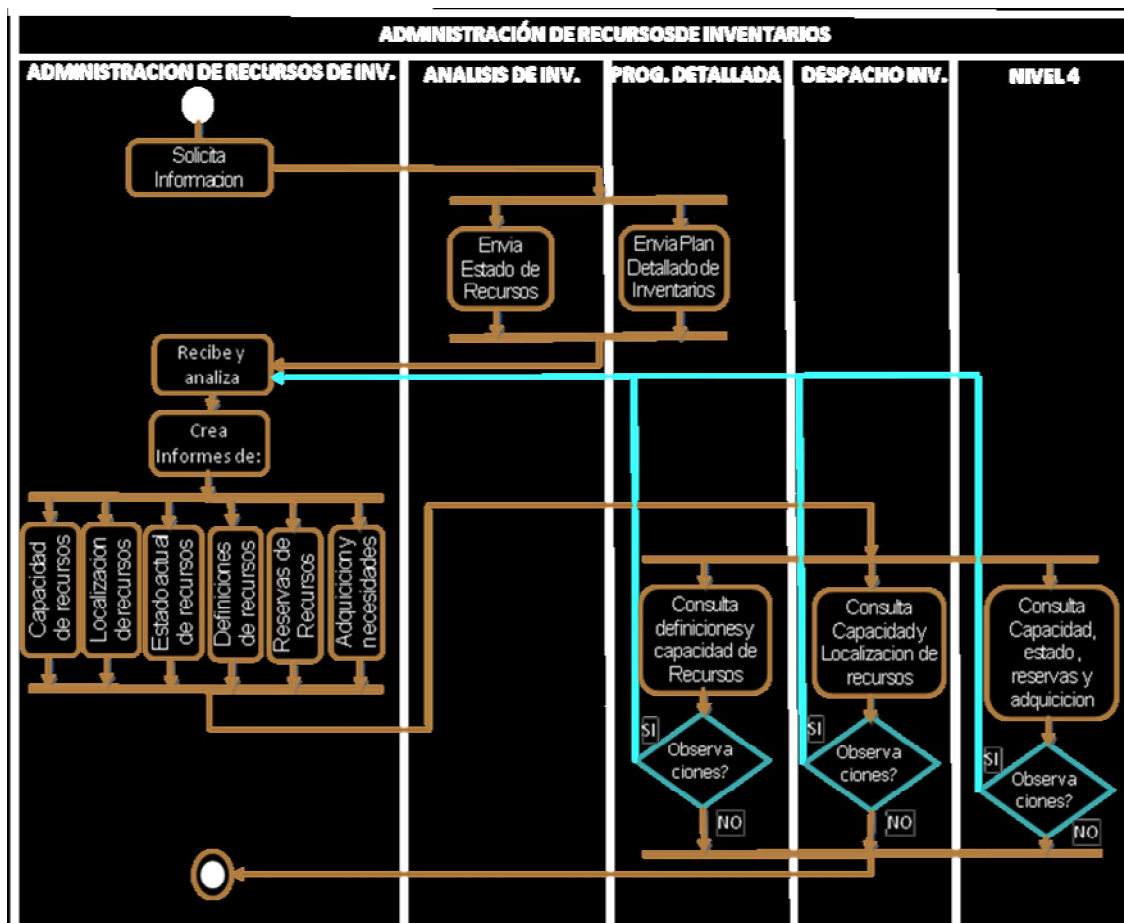 ADMINISTRACIÓN DE RECURSOSDE INVENTARIOS
ADMINISTRACION DE RECURSOS DE INV.
ANALISIS DE INV.
PROG. DETALLADA
DESPACHO INV.
NIVEL 4
Solicita
Informacion
Envia
Estado de
Recursos
Envia Plan
Detallado de
Inventarios
Recibe y
analiza
Crea
Informes de:
Capacidad
de recursos
Localizacion
de recursos
Estado actual
de recursos
Definiciones
de recursos
Reservas de
Recursos
Adquicion y
necesidades
Consulta
definiciones y
capacidad de
Recursos
Consulta
Capacidad y
Localizacion de
recursos
Consulta
Capacidad,
estado ,
reservas y
adquicicion
SI
Observa
ciones?
NO
SI
Observa
ciones?
NO
SI
Observa
ciones?
NO